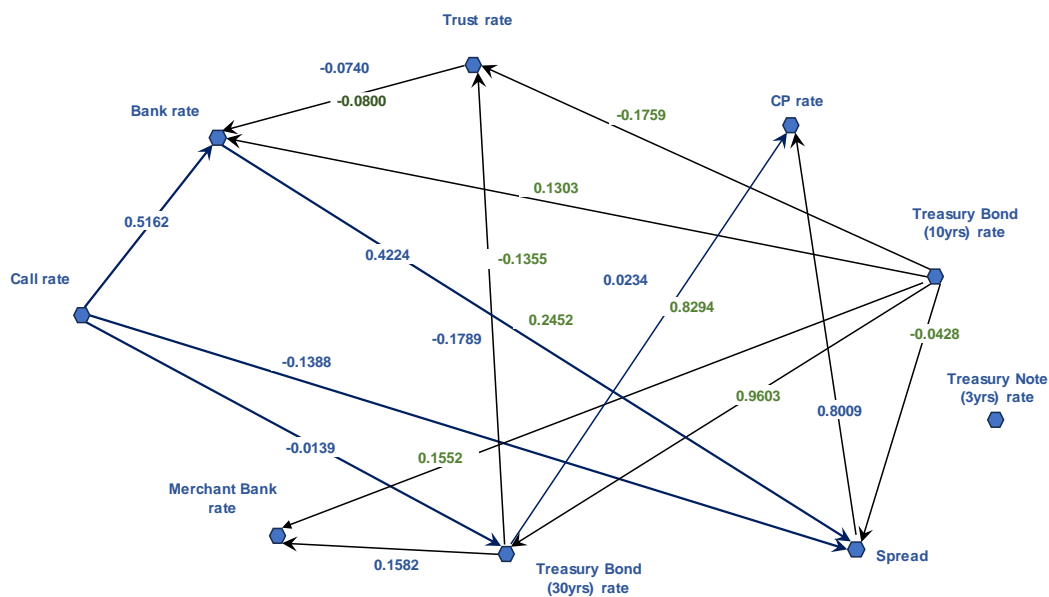 Trust rate
-0.0740
-0.0800
CP rate
Bank rate
-0.1759
0.1303
Treasury Bond
(10yrs) rate
0.5162
0.4224
-0.1355
Call rate
0.0234
0.8294
0.2452
-0.1789
-0.0428
-0.1388
Treasury Note
(3yrs) rate
0.9603
0.8009
-0.0139
0.1552
Merchant Bank
rate
0.1582
Treasury Bond
(30yrs) rate
Spread